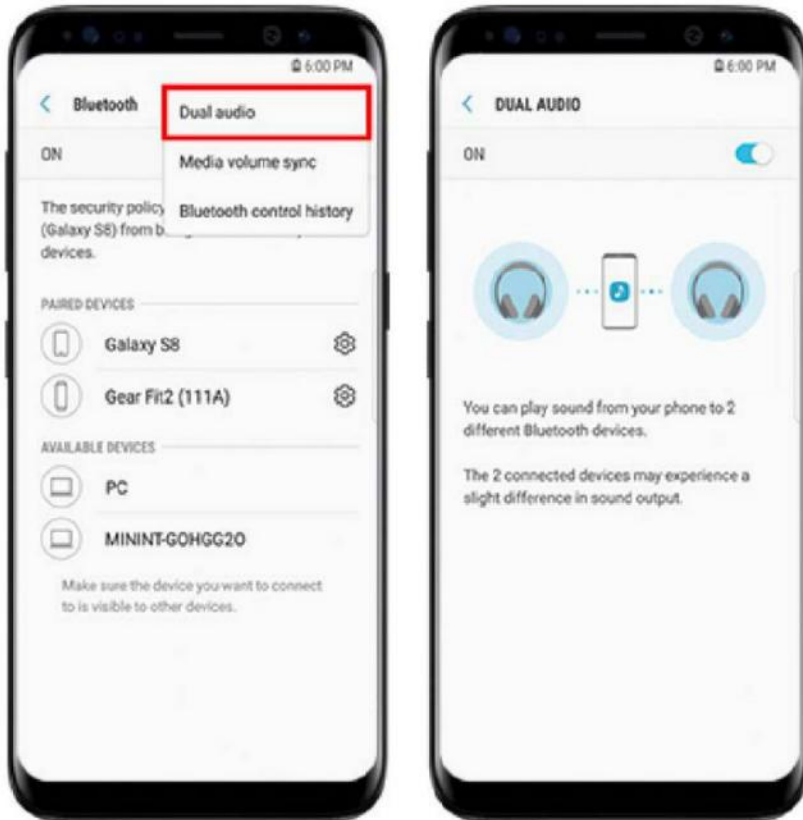 6:00 PM
Bluetooth
Dual audio
ON
Media volume sync
Bluetooth control history
The security policy
(Galaxy S8) from b
devices.
PAIRED DEVICES
Galaxy S8
Gear Fit2 (111A)
AVAILABLE DEVICES
PC
MININT-GOHGG2O
Make sure the device you want to connect
to is visible to other devices.
6:00 PM
DUAL AUDIO
ON
You can play sound from your phone to 2
different Bluetooth devices.
The 2 connected devices may experience a
slight difference in sound output.